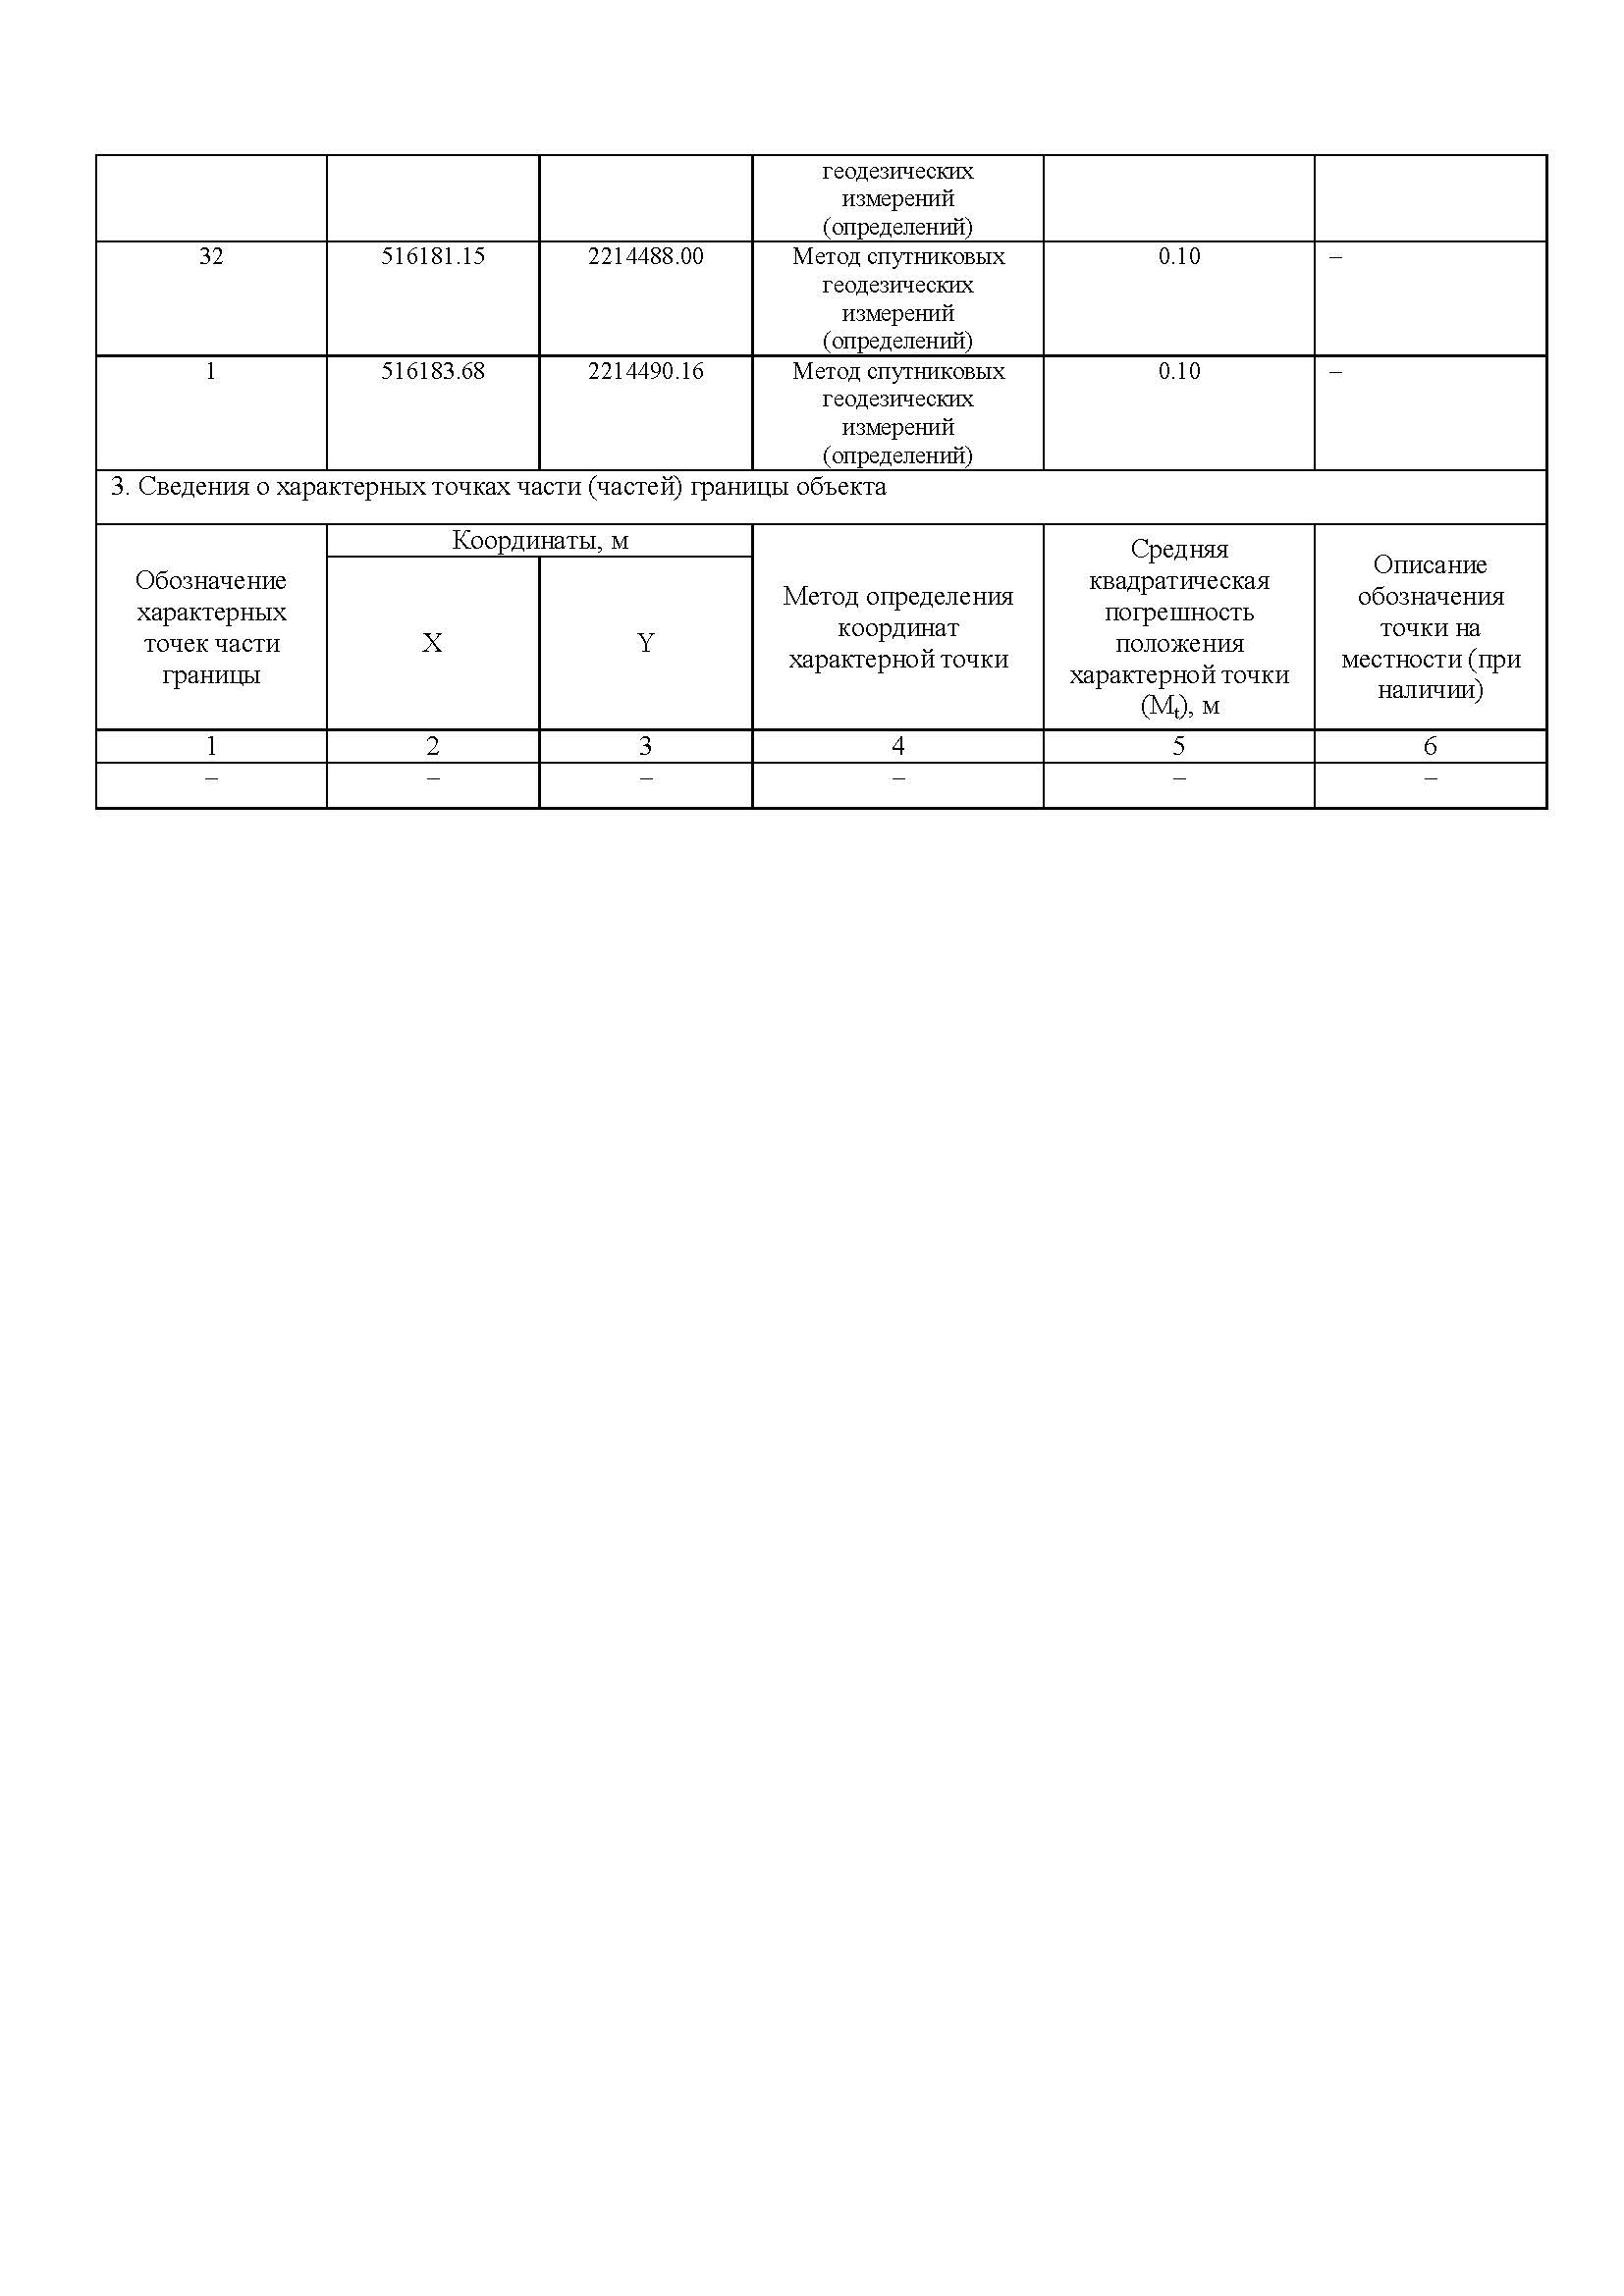 геодезических
измерений
(определений)
32 516181.15 2214488.00 Метод спутниковых 0.10 –
геодезических
измерений
(определений)
1 516183.68 2214490.16 Метод спутниковых 0.10 –
геодезических
измерений
(определений)
3. Сведения о характерных точках части (частей) границы объекта
Обозначение
характерных
точек части
границы
Координаты, м
X
Y
Метод определения
координат
характерной точки
Средняя
квадратическая
погрешность
положения
характерной точки
(Mt), м
Описание
обозначения
точки на
местности (при
наличии)
1 2 3 4 5 6
– – – – – –